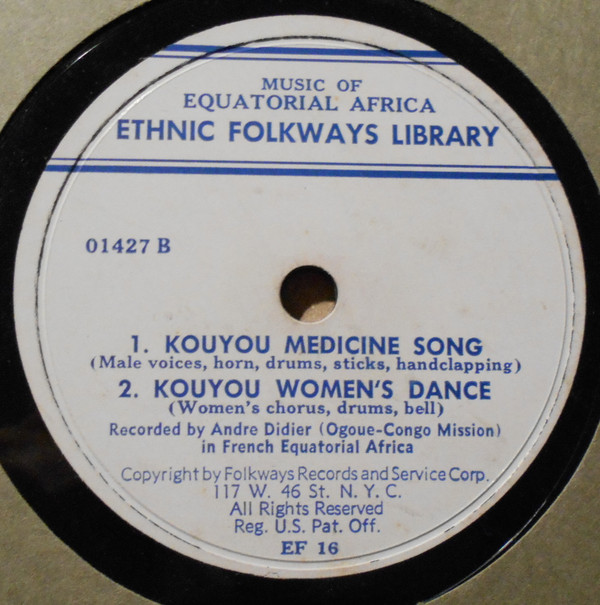 MUSIC OF
EQUATORIAL AFRICA
ETHNIC FOLKWAYS LIBRARY
01427 B
1. KOUYOU MEDICINE SONG
(Male voices, horn, drums, sticks, handclapping)
2. KOUYOU WOMEN'S DANCE
(Women's chorus, drums, bell)
Recorded by Andre Didier (Ogoue-Congo Mission)
in French Equatorial Africa
Copyright by Folkways Records and Service Corp.
117 W. 46 St. N. Y. C.
All Rights Reserved
Reg. U.S. Pat. Off.
EF 16